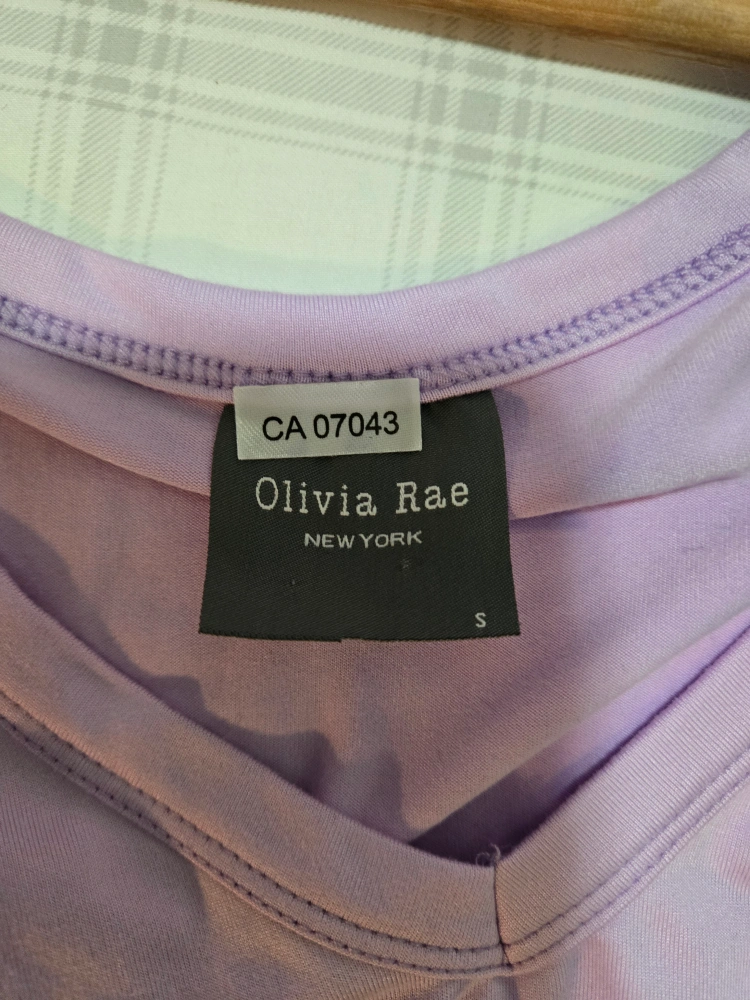 CA 07043
Olivia Rae
NEW YORK
S